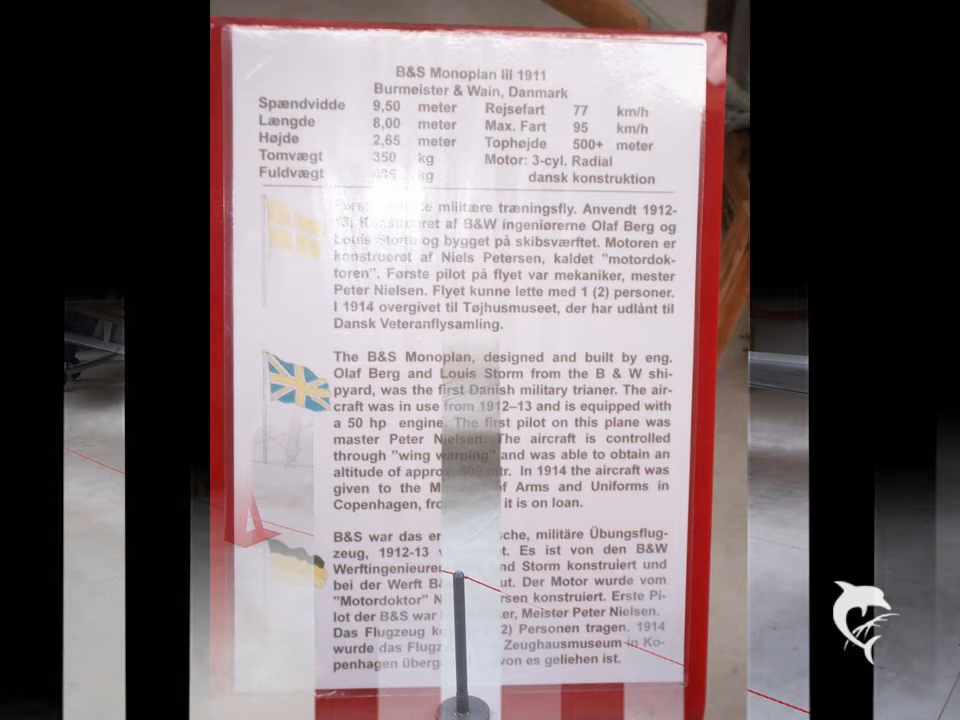 B&S Monoplan III 1911
Burmeister & Wain, Danmark
Spændvidde 9,50 meter Rejsefart 77 km/h
Længde 8,00 meter Max. Fart 95 km/h
Højde 2,65 meter Tophøjde 500+ meter
Tomvægt 350 kg Motor: 3-cyl. Radial
Fuldvægt kg dansk konstruktion
militære træningsfly. Anvendt 1912-
13. af B&W ingeniørerne Olaf Berg og
Louis Storm og bygget på skibsværftet. Motoren er
konstrueret af Niels Petersen, kaldet "motordok-
toren". Første pilot på flyet var mekaniker, mester
Peter Nielsen. Flyet kunne lette med 1 (2) personer.
I 1914 overgivet til Tøjhusmuseet, der har udlånt til
Dansk Veteranflysamling.
The B&S Monoplan, designed and built by eng.
Olaf Berg and Louis Storm from the B & W shi-
pyard, was the first Danish military trianer. The air-
craft was in use from 1912–13 and is equipped with
a 50 hp engine. The first pilot on this plane was
master Peter Nielsen. The aircraft is controlled
through "wing warping" and was able to obtain an
altitude of approx. mtr. In 1914 the aircraft was
given to the of Arms and Uniforms in
Copenhagen, it is on loan.
B&S war das militäre Übungsflug-
zeug, 1912-13 Es ist von den B&W
Werftingenieuren Storm konstruiert und
bei der Werft Der Motor wurde vom
"Motordoktor" konstruiert. Erste Pi-
lot der B&S war Meister Peter Nielsen.
Das Flugzeug (2) Personen tragen. 1914
wurde das Zeughausmuseum in Ko-
penhagen von es geliehen ist.